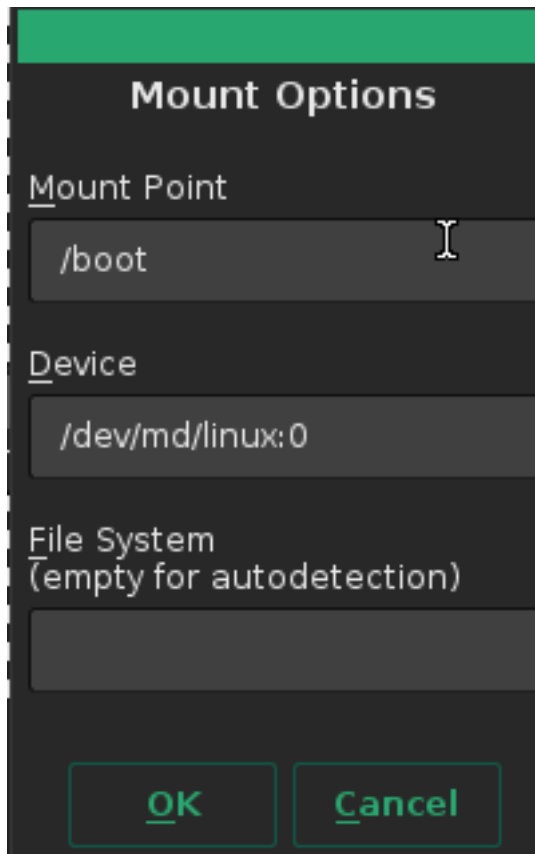 Mount Options
Mount Point
/boot
Device
/dev/md/linux:0
File System
(empty for autodetection)
OK
Cancel